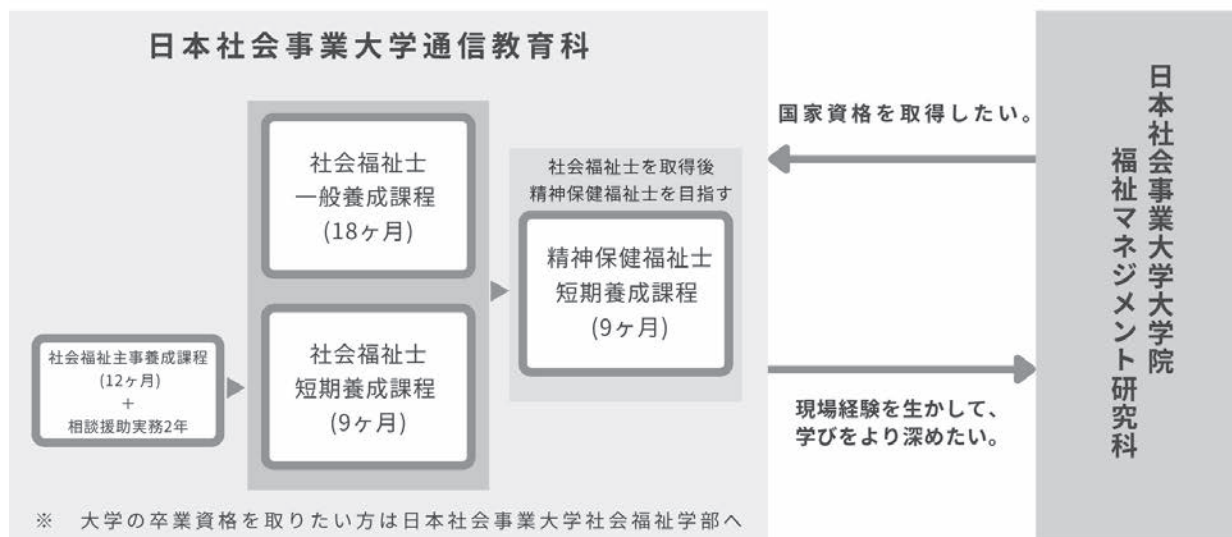 日本社会事業大学通信教育科
社会福祉士
一般養成課程
(18ヶ月)
社会福祉士
短期養成課程
(9ヶ月)
社会福祉主事養成課程
(12ヶ月)
+
相談援助実務2年
社会福祉士を取得後
精神保健福祉士を目指す
精神保健福祉士
短期養成課程
(9ヶ月)
※ 大学の卒業資格を取りたい方は日本社会事業大学社会福祉学部へ
国家資格を取得したい。
現場経験を生かして、
学びをより深めたい。
日本社会事業大学大学院
福祉マネジメント研究科